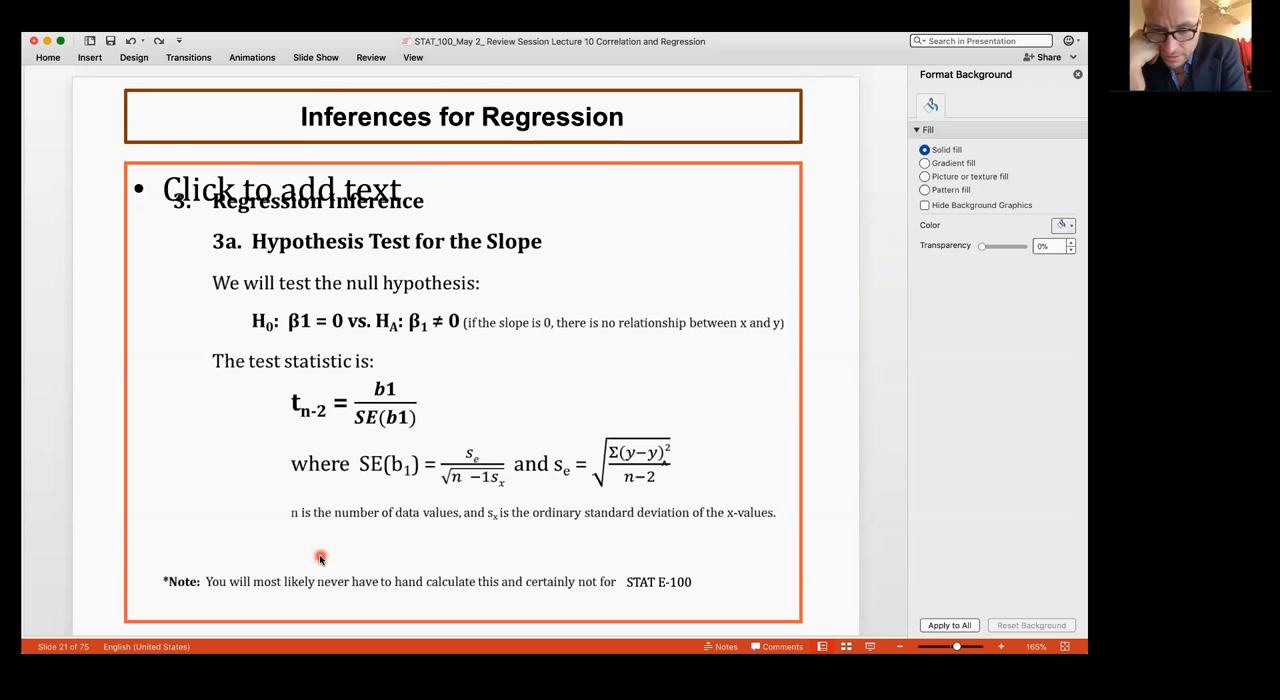 STAT_100_May 2_ Review Session Lecture 10 Correlation and Regression
Search in Presentation
Home Insert Design Transitions Animations Slide Show Review View
Share
Format Background
Fill
Solid fill
Gradient fill
Picture or texture fill
Pattern fill
Hide Background Graphics
Color
Transparency 0%
Apply to All Reset Background
Inferences for Regression
• Click to add text
3. Regression Inference
3a. Hypothesis Test for the Slope
We will test the null hypothesis:
H₀: β1 = 0 vs. H_A: β₁ ≠ 0 (if the slope is 0, there is no relationship between x and y)
The test statistic is:
t_{n-2} = b1 / SE(b1)
where SE(b₁) = s_e / √n −1s_x and s_e = √(Σ(y−y^)² / n−2)
n is the number of data values, and s_x is the ordinary standard deviation of the x-values.
*Note: You will most likely never have to hand calculate this and certainly not for STAT E-100
Slide 21 of 75 English (United States) Notes Comments 165%